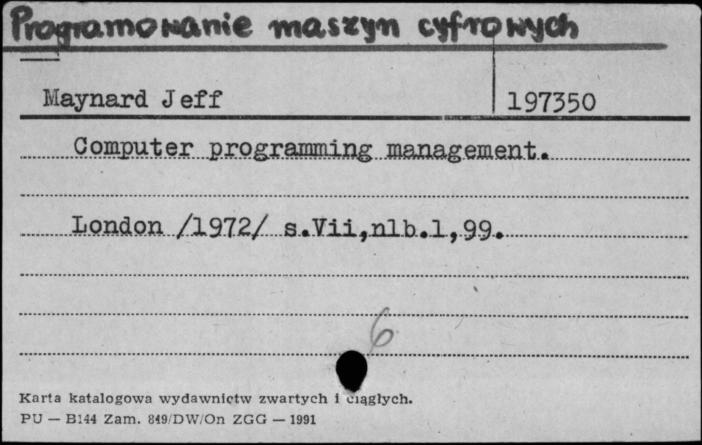 Programowanie maszyn cyfrowych
Maynard Jeff 197350
Computer programming management.
London /1972/ s.Vii,nlb.1,99.
6
Karta katalogowa wydawnictw zwartych i ciągłych.
PU — B144 Zam. 849/DW/On ZGG — 1991